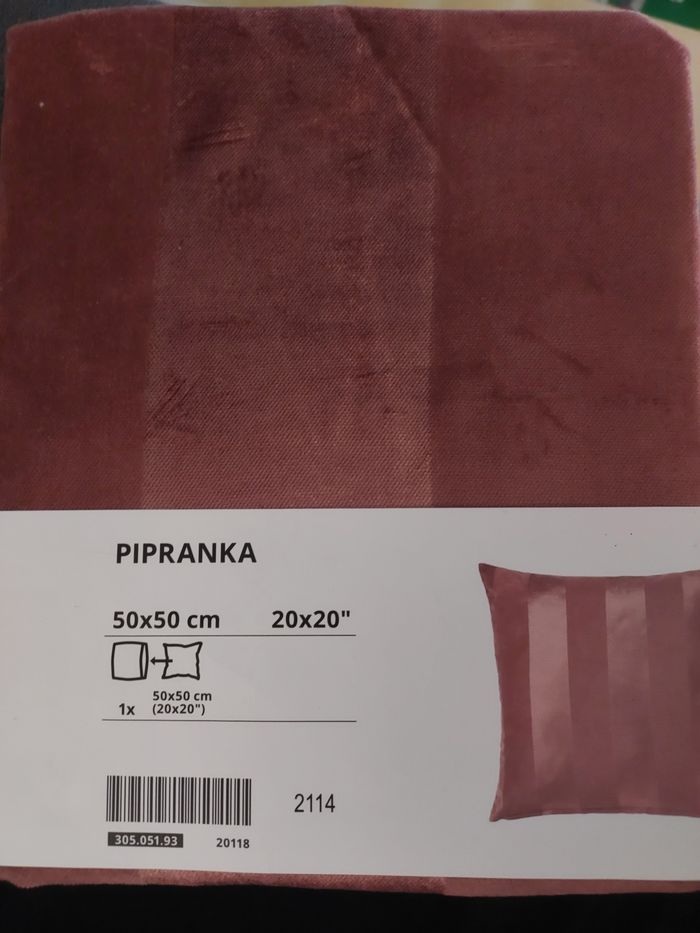 PIPRANKA
50x50 cm 20x20"
50x50 cm
1x (20x20")
2114
305.051.93 20118